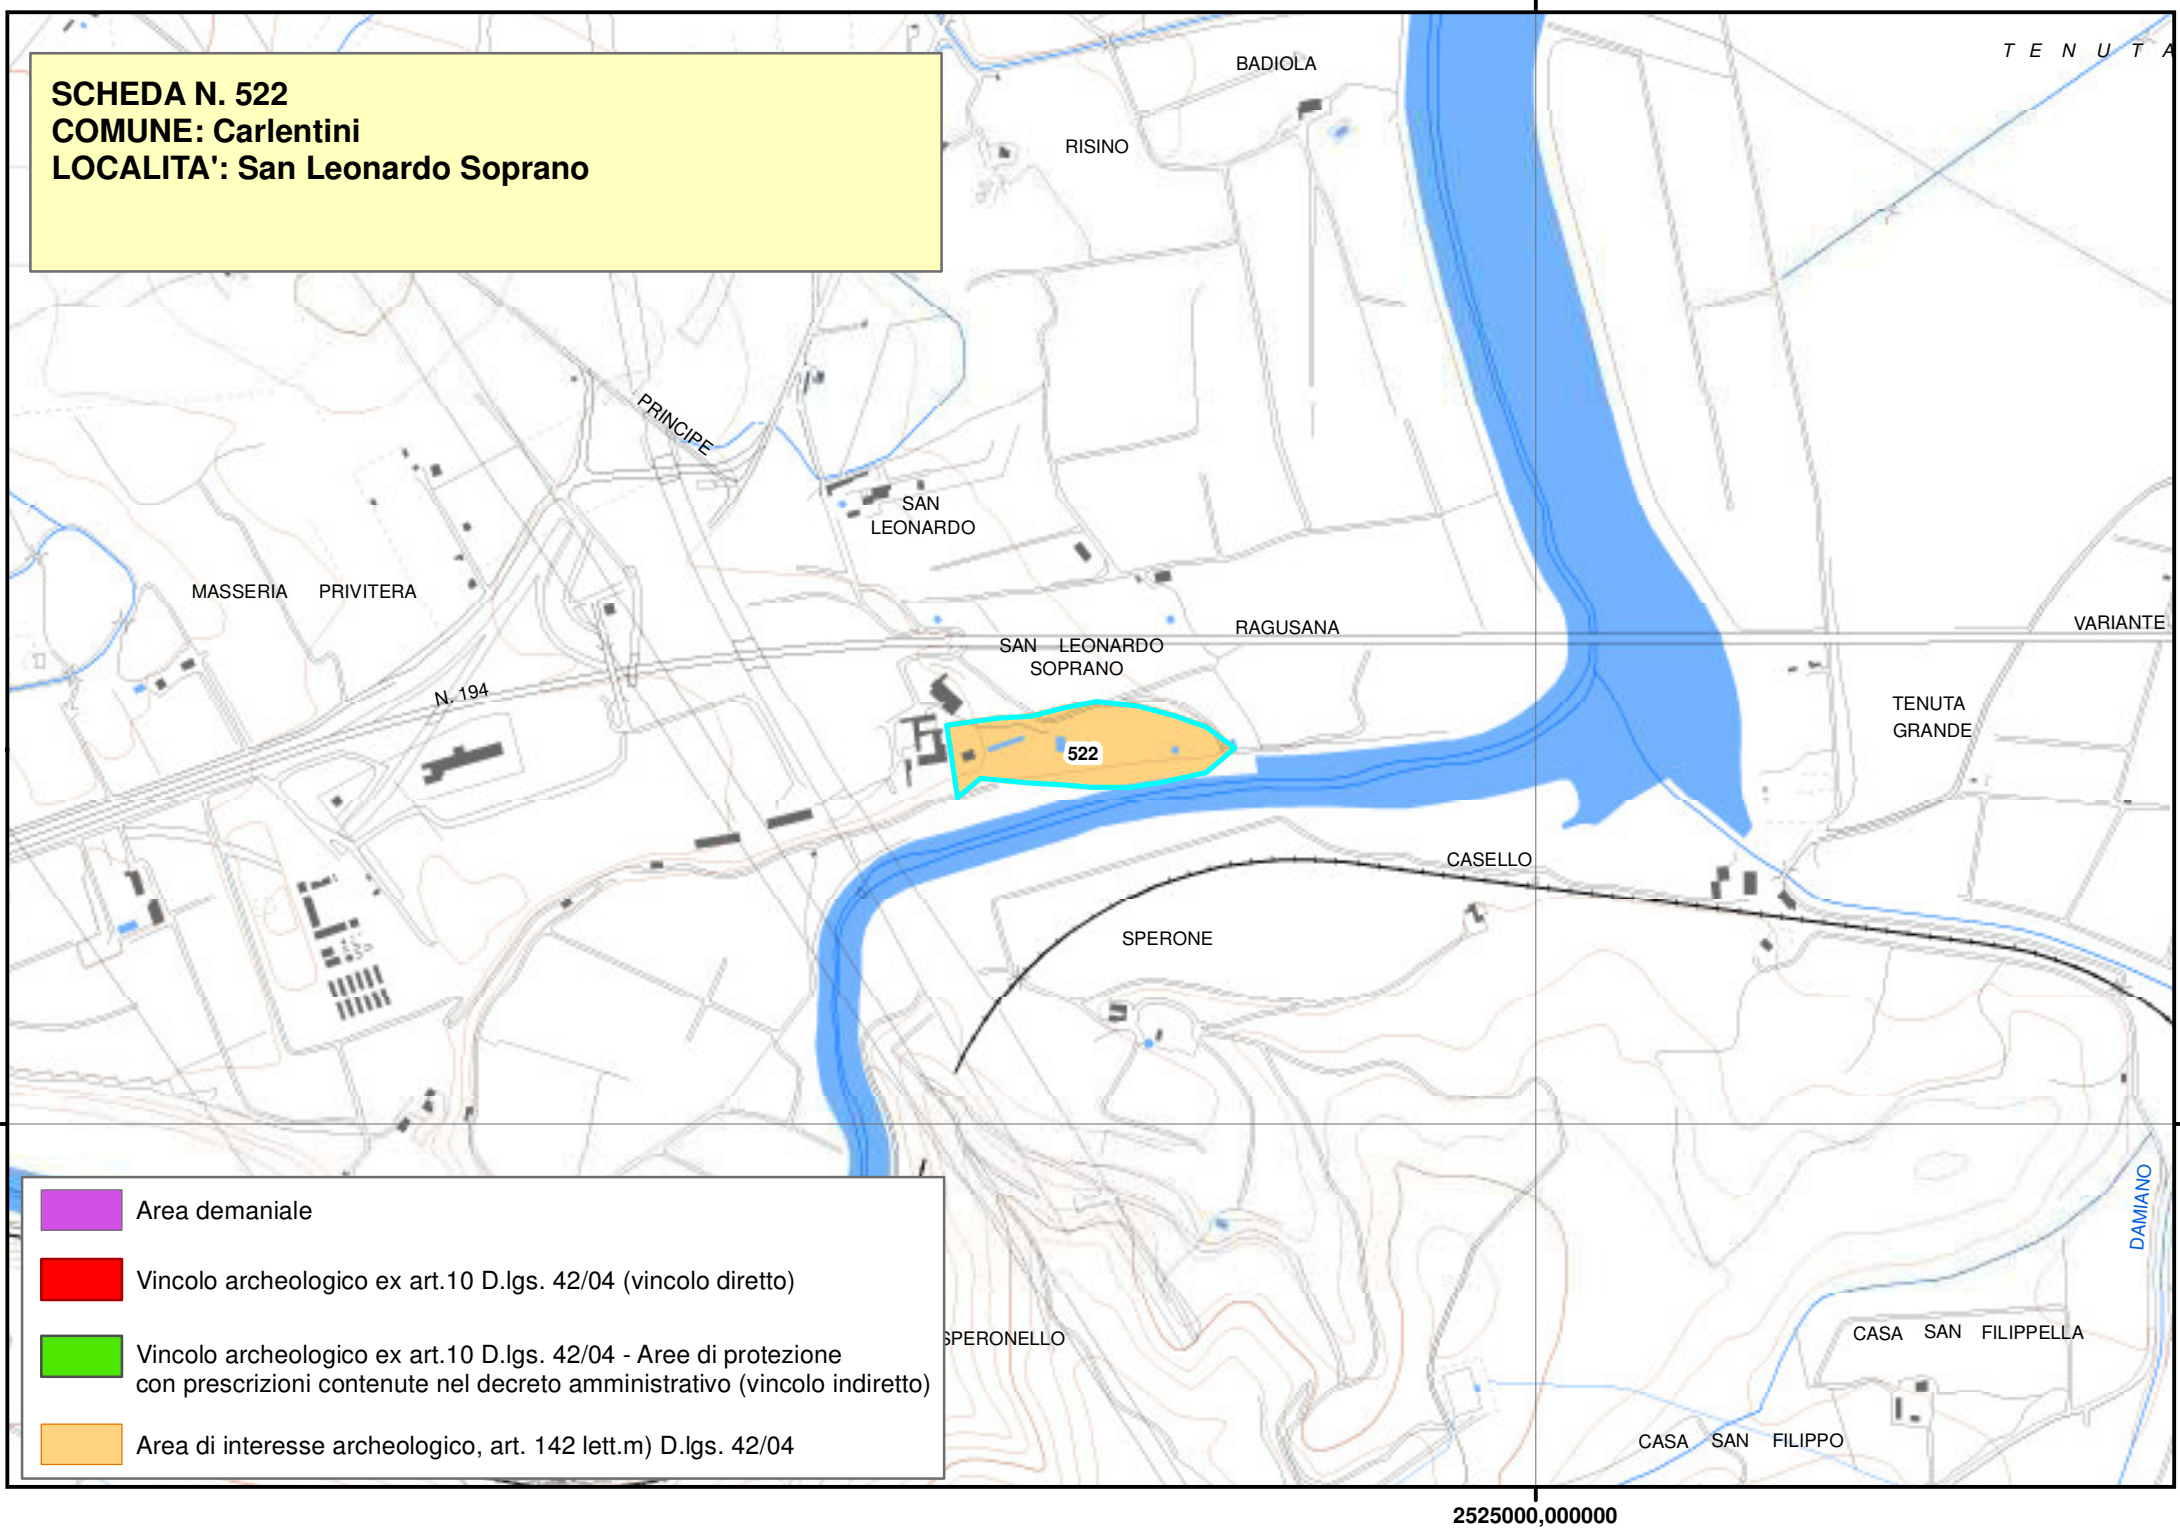 SCHEDA N. 522
COMUNE: Carlentini
LOCALITA': San Leonardo Soprano
BADIOLA
T E N U T A
RISINO
PRINCIPE
SAN
LEONARDO
MASSERIA PRIVITERA
RAGUSANA
VARIANTE
SAN LEONARDO
SOPRANO
N. 194
TENUTA
GRANDE
522
CASELLO
SPERONE
DAMIANO
SPERONELLO
CASA SAN FILIPPELLA
CASA SAN FILIPPO
Area demaniale
Vincolo archeologico ex art.10 D.lgs. 42/04 (vincolo diretto)
Vincolo archeologico ex art.10 D.lgs. 42/04 - Aree di protezione
con prescrizioni contenute nel decreto amministrativo (vincolo indiretto)
Area di interesse archeologico, art. 142 lett.m) D.lgs. 42/04
2525000,000000